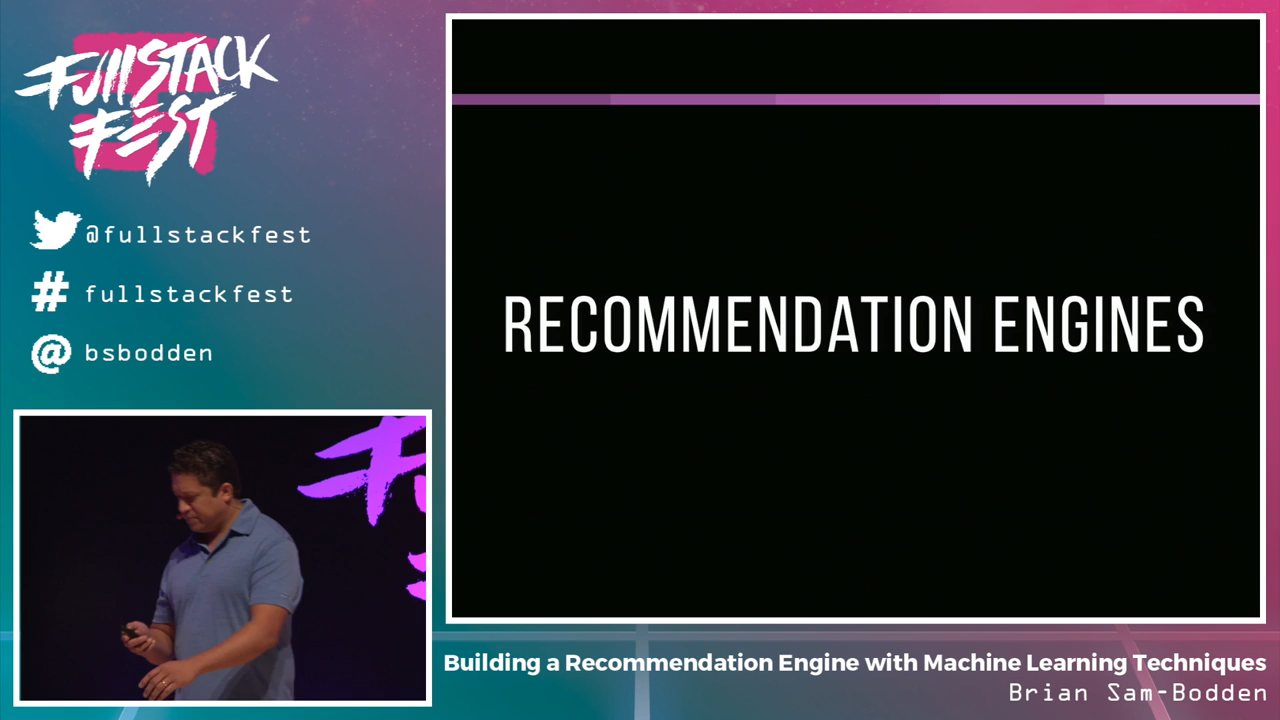 FullSTACK
FEST
@fullstackfest
# fullstackfest
@ bsbodden
RECOMMENDATION ENGINES
Building a Recommendation Engine with Machine Learning Techniques
Brian Sam-Bodden